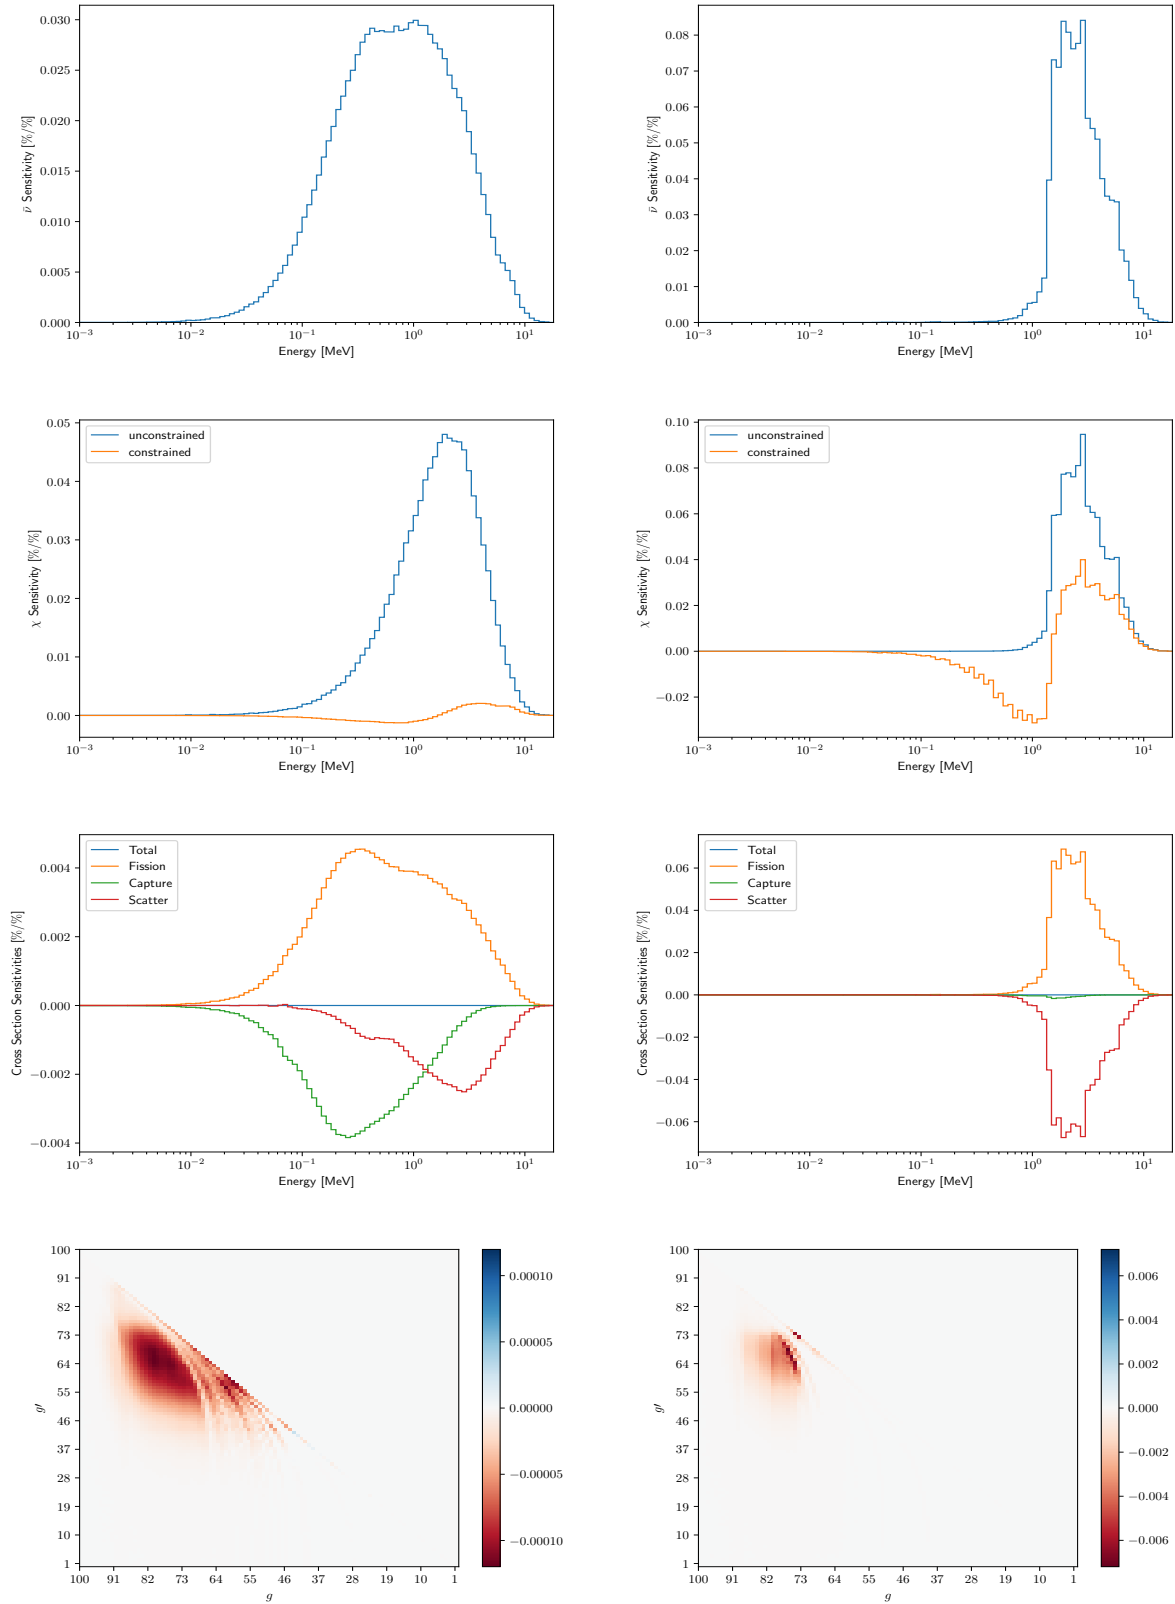 0.030
0.025
0.020
0.015
0.010
0.005
0.000
ν̄ Sensitivity [%/%]
10⁻³ 10⁻² 10⁻¹ 10⁰ 10¹
Energy [MeV]
0.08
0.07
0.06
0.05
0.04
0.03
0.02
0.01
0.00
ν̄ Sensitivity [%/%]
10⁻³ 10⁻² 10⁻¹ 10⁰ 10¹
Energy [MeV]
unconstrained
constrained
0.05
0.04
0.03
0.02
0.01
0.00
χ Sensitivity [%/%]
10⁻³ 10⁻² 10⁻¹ 10⁰ 10¹
Energy [MeV]
unconstrained
constrained
0.10
0.08
0.06
0.04
0.02
0.00
−0.02
χ Sensitivity [%/%]
10⁻³ 10⁻² 10⁻¹ 10⁰ 10¹
Energy [MeV]
Total
Fission
Capture
Scatter
0.004
0.002
0.000
−0.002
−0.004
Cross Section Sensitivities [%/%]
10⁻³ 10⁻² 10⁻¹ 10⁰ 10¹
Energy [MeV]
Total
Fission
Capture
Scatter
0.06
0.04
0.02
0.00
−0.02
−0.04
−0.06
Cross Section Sensitivities [%/%]
10⁻³ 10⁻² 10⁻¹ 10⁰ 10¹
Energy [MeV]
100
91
82
73
64
55
46
37
28
19
10
1
g′
100 91 82 73 64 55 46 37 28 19 10 1
g
0.00010
0.00005
0.00000
−0.00005
−0.00010
100
91
82
73
64
55
46
37
28
19
10
1
g′
100 91 82 73 64 55 46 37 28 19 10 1
g
0.006
0.004
0.002
0.000
−0.002
−0.004
−0.006